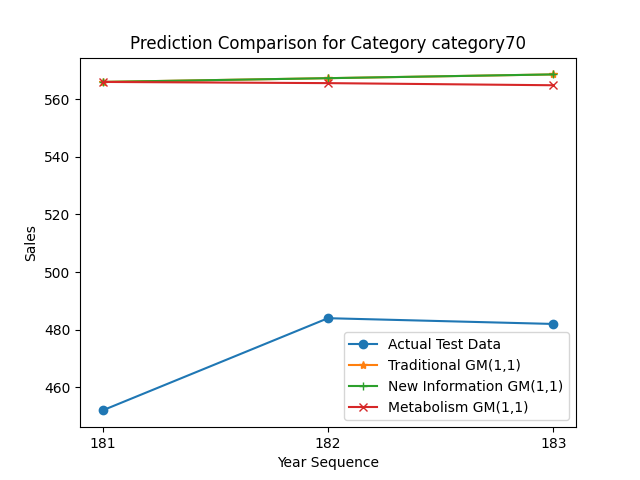 Prediction Comparison for Category category70
Sales
560
540
520
500
480
460
Actual Test Data
Traditional GM(1,1)
New Information GM(1,1)
Metabolism GM(1,1)
181
182
183
Year Sequence